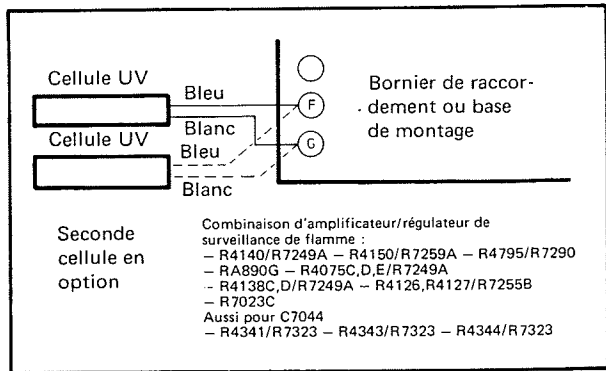 Cellule UV
Bleu
Blanc
Cellule UV
Bleu
Blanc
F
G
Bornier de raccor-
dement ou base
de montage
Seconde
cellule en
option
Combinaison d'amplificateur/régulateur de
surveillance de flamme :
— R4140/R7249A — R4150/R7259A — R4795/R7290
— RA890G — R4075C,D,E/R7249A
- R4138C,D/R7249A — R4126,R4127/R7255B
— R7023C
Aussi pour C7044
— R4341/R7323 — R4343/R7323 — R4344/R7323